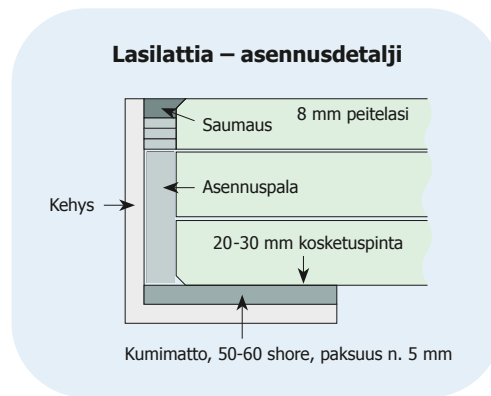 Lasilattia – asennusdetalji
8 mm peitelasi
Saumaus
Asennuspala
Kehys
20-30 mm kosketuspinta
Kumimatto, 50-60 shore, paksuus n. 5 mm